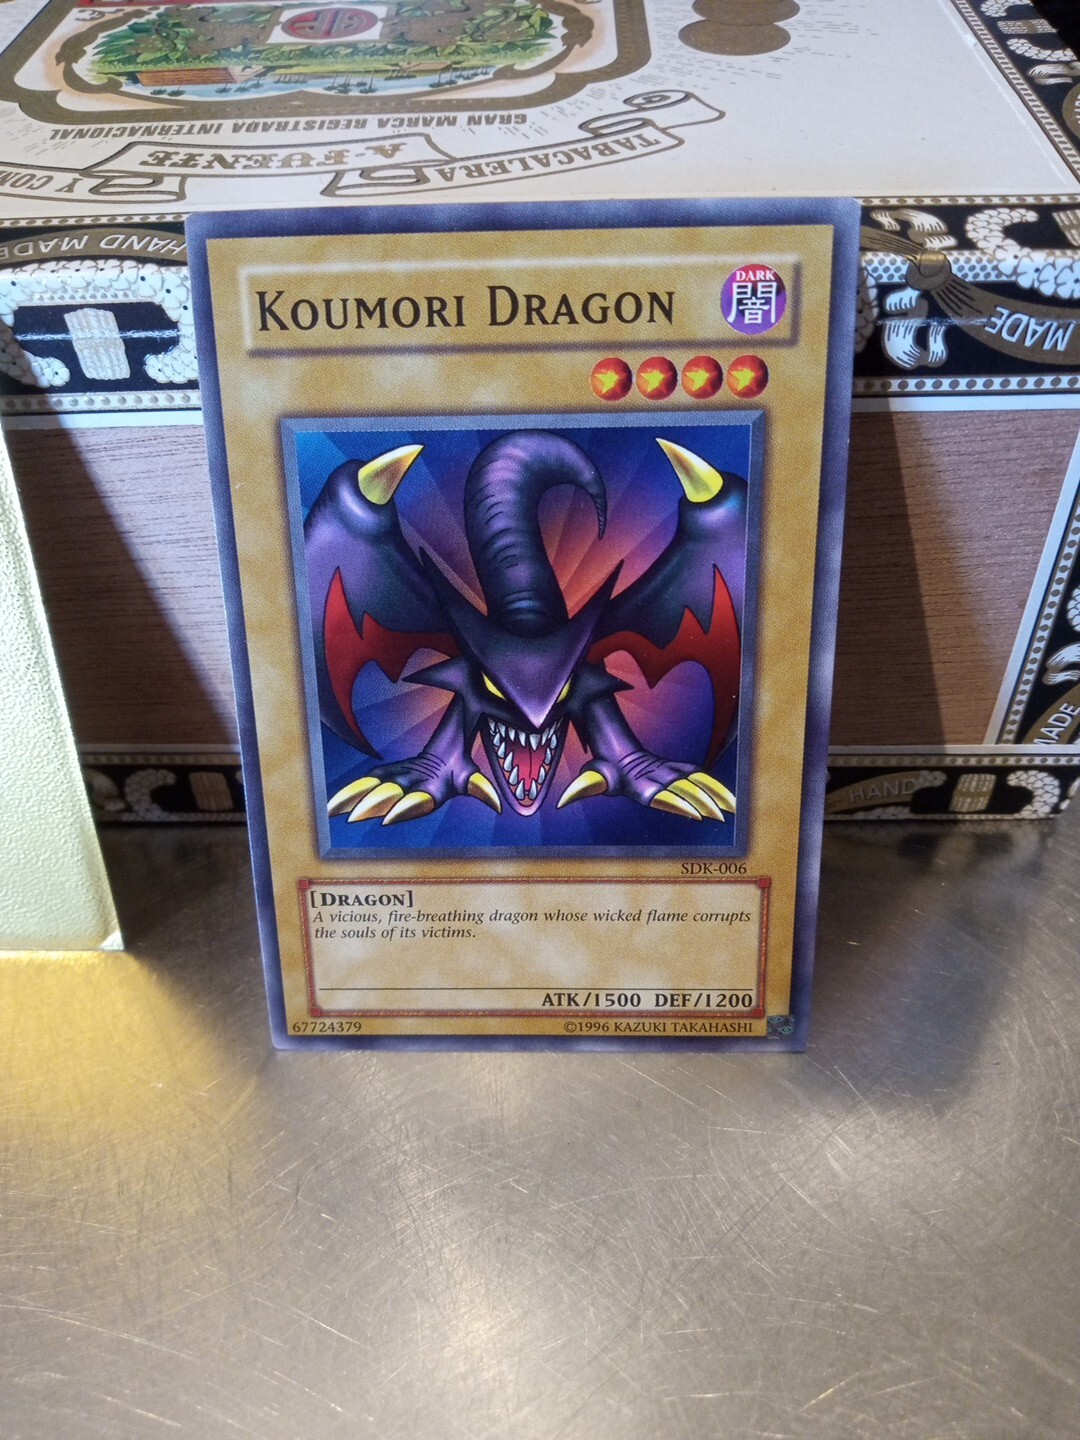 GRAN MARCA REGISTRADA INTERNACIONAL
TABACALERA
A·FUENTE
Y
HAND MADE
MADE
KOUMORI DRAGON
DARK
闇
MADE
HAND
SDK-006
[DRAGON]
A vicious, fire-breathing dragon whose wicked flame corrupts
the souls of its victims.
ATK/1500 DEF/1200
67724379
©1996 KAZUKI TAKAHASHI